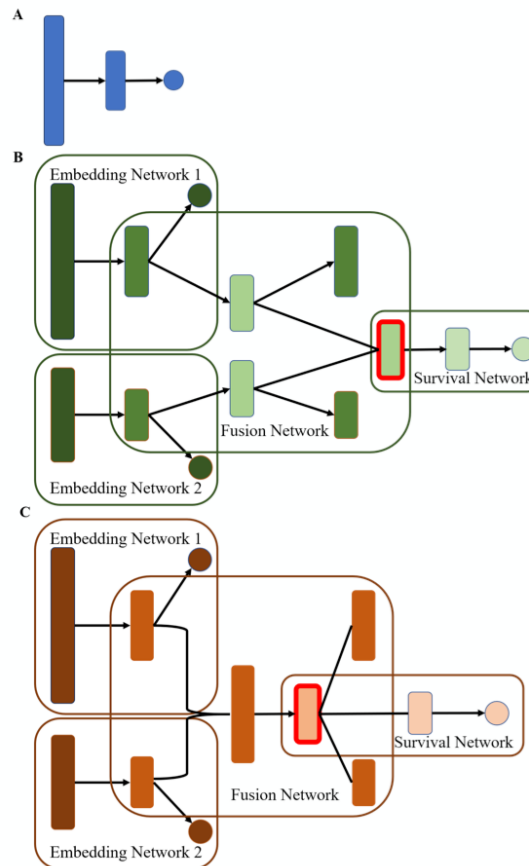 A
B
Embedding Network 1
Survival Network
Fusion Network
Embedding Network 2
C
Embedding Network 1
Survival Network
Fusion Network
Embedding Network 2